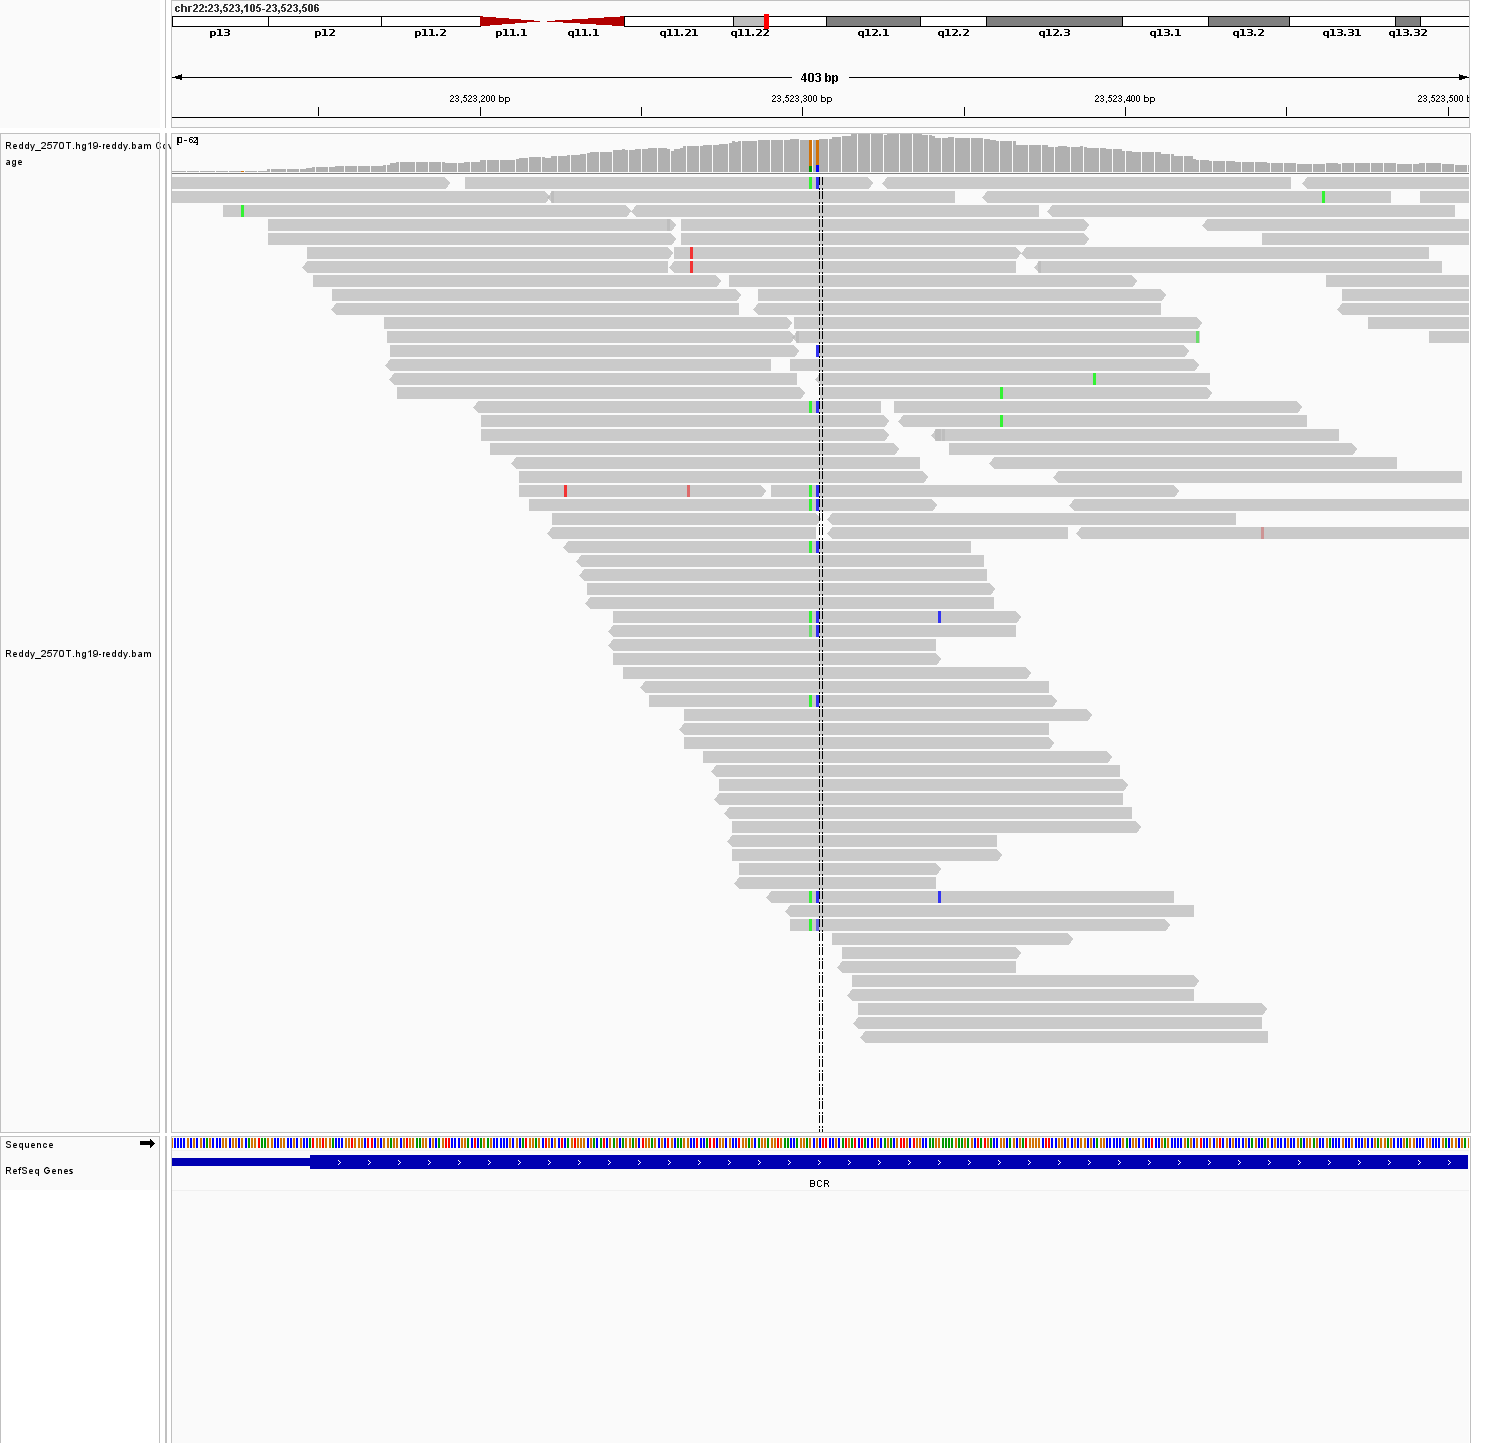 chr22:23,523,105-23,523,506
p13 p12 p11.2 p11.1 q11.1 q11.21 q11.22 q12.1 q12.2 q12.3 q13.1 q13.2 q13.31 q13.32
403 bp
23,523,200 bp 23,523,300 bp 23,523,400 bp 23,523,500 b
[0-62]
Reddy_2570T.hg19-reddy.bam Cov
age
Reddy_2570T.hg19-reddy.bam
Sequence
RefSeq Genes
BCR